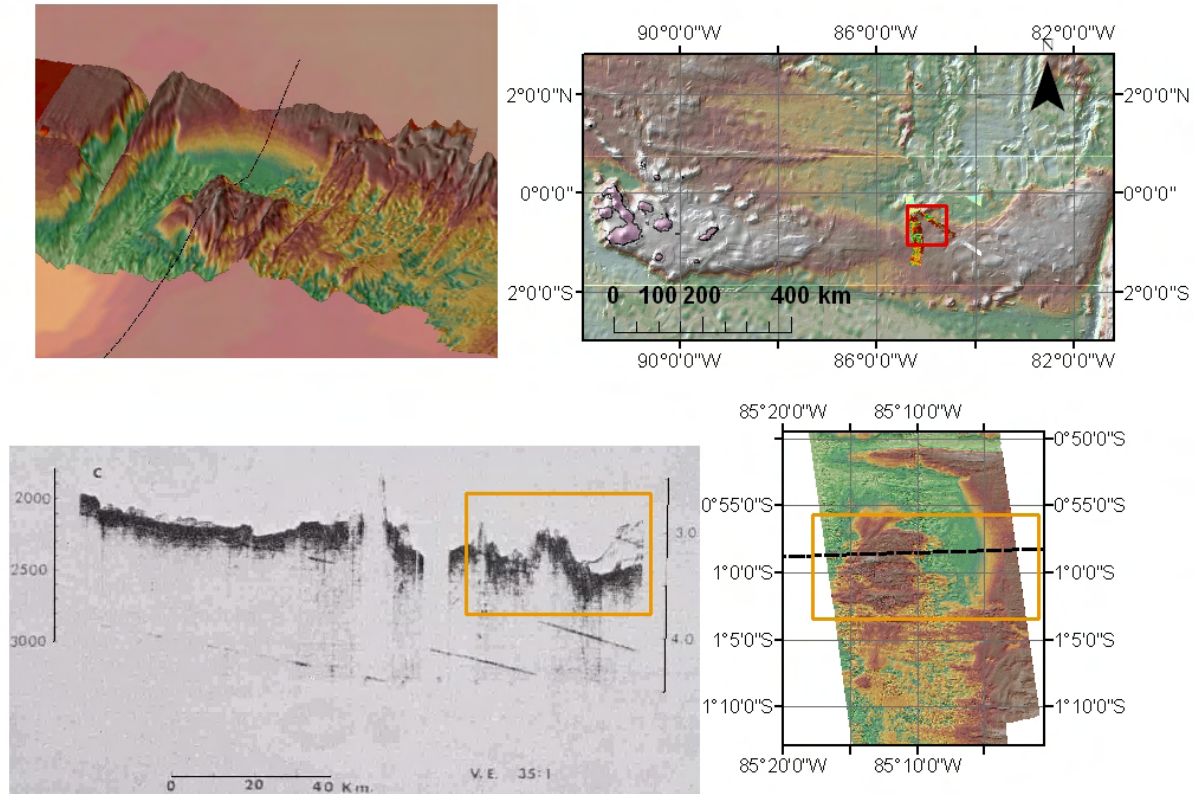 90°0'0"W 86°0'0"W 82°0'0"W
N
2°0'0"N 2°0'0"N
0°0'0" 0°0'0"
2°0'0"S 2°0'0"S
0 100 200 400 km
90°0'0"W 86°0'0"W 82°0'0"W
85°20'0"W 85°10'0"W
0°50'0"S
0°55'0"S 0°55'0"S
1°0'0"S 1°0'0"S
1°5'0"S 1°5'0"S
1°10'0"S 1°10'0"S
85°20'0"W 85°10'0"W
C
2000
2500
3000
3.0
4.0
0 20 40 Km.
V.E. 35:1